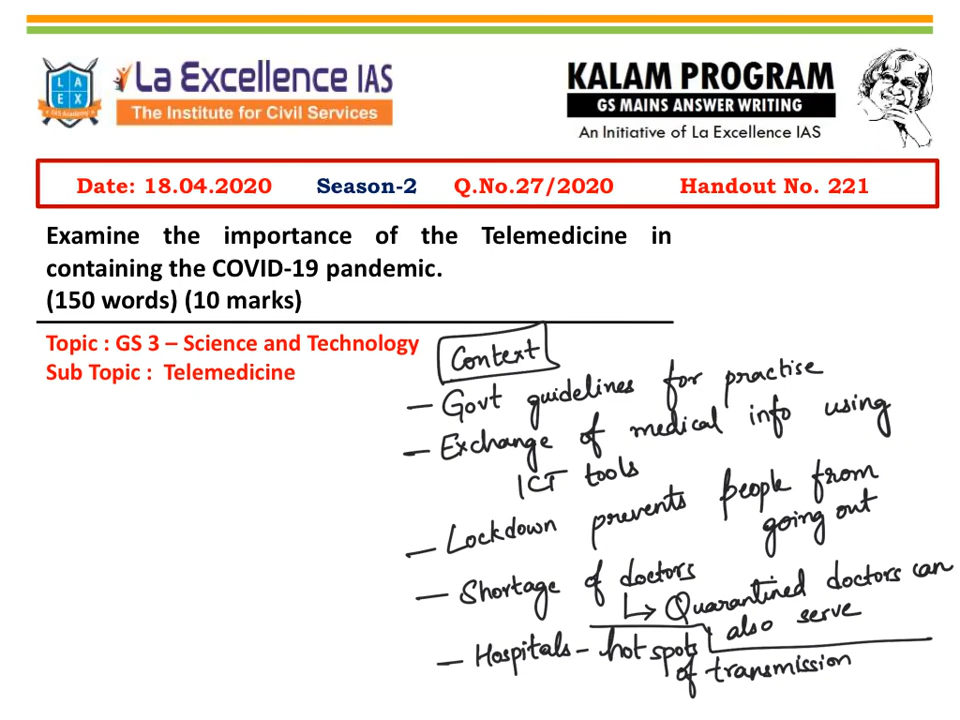 L A
E X
IAS Academy
La Excellence IAS
The Institute for Civil Services
KALAM PROGRAM
GS MAINS ANSWER WRITING
An Initiative of La Excellence IAS
Date: 18.04.2020 Season-2 Q.No.27/2020 Handout No. 221
Examine the importance of the Telemedicine in
containing the COVID-19 pandemic.
(150 words) (10 marks)
Topic : GS 3 – Science and Technology
Sub Topic : Telemedicine
Context
– Govt guidelines for practise
– Exchange of medical info using
ICT tools
– Lockdown prevents people from
going out
– Shortage of doctors
↳ Quarantined doctors can
also serve
– Hospitals – hot spots
of transmission